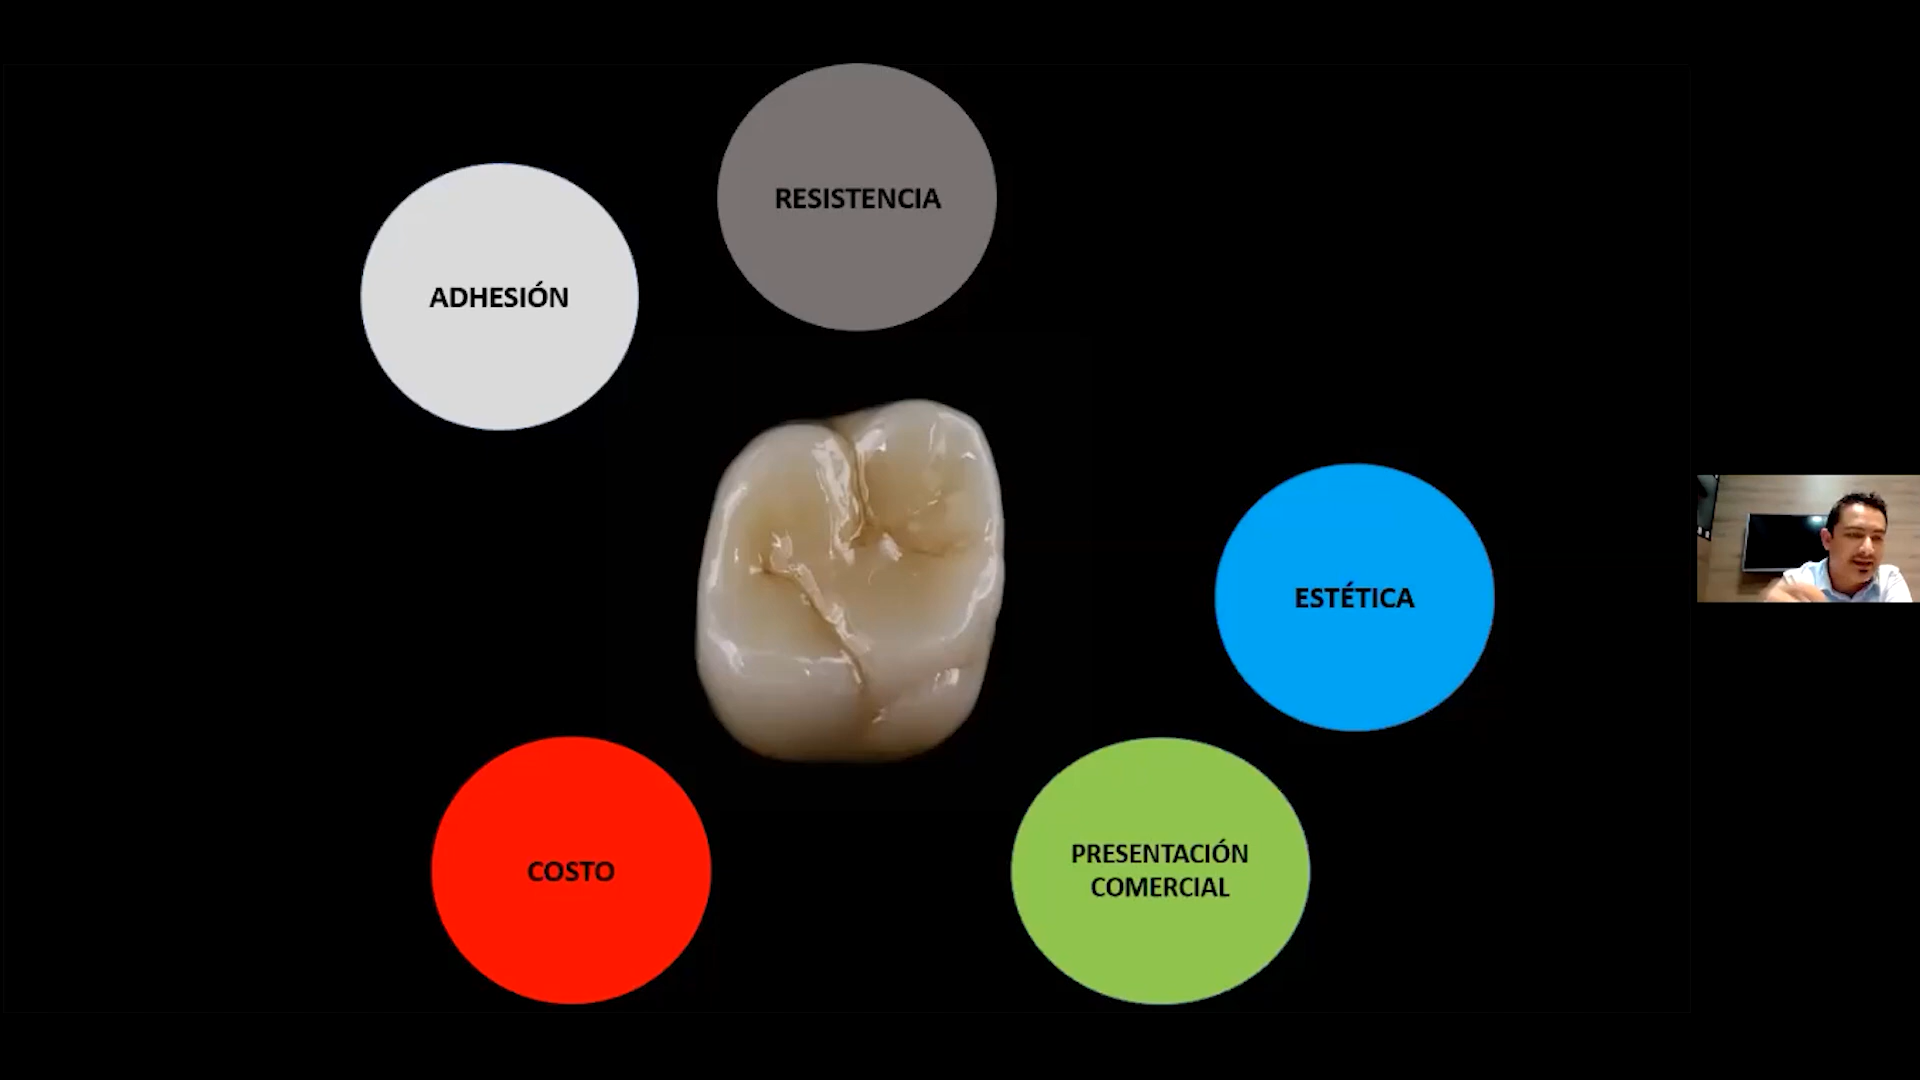 RESISTENCIA
ADHESIÓN
ESTÉTICA
PRESENTACIÓN
COMERCIAL
COSTO